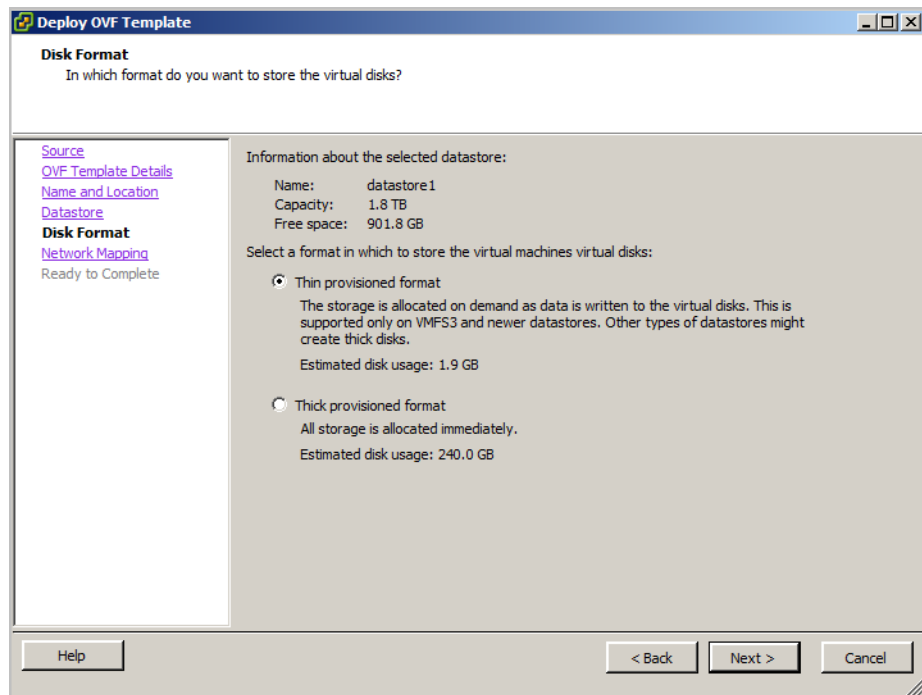 Deploy OVF Template
Disk Format
In which format do you want to store the virtual disks?
Source
OVF Template Details
Name and Location
Datastore
Disk Format
Network Mapping
Ready to Complete
Information about the selected datastore:
Name: datastore1
Capacity: 1.8 TB
Free space: 901.8 GB
Select a format in which to store the virtual machines virtual disks:
Thin provisioned format
The storage is allocated on demand as data is written to the virtual disks. This is
supported only on VMFS3 and newer datastores. Other types of datastores might
create thick disks.
Estimated disk usage: 1.9 GB
Thick provisioned format
All storage is allocated immediately.
Estimated disk usage: 240.0 GB
Help
< Back
Next >
Cancel